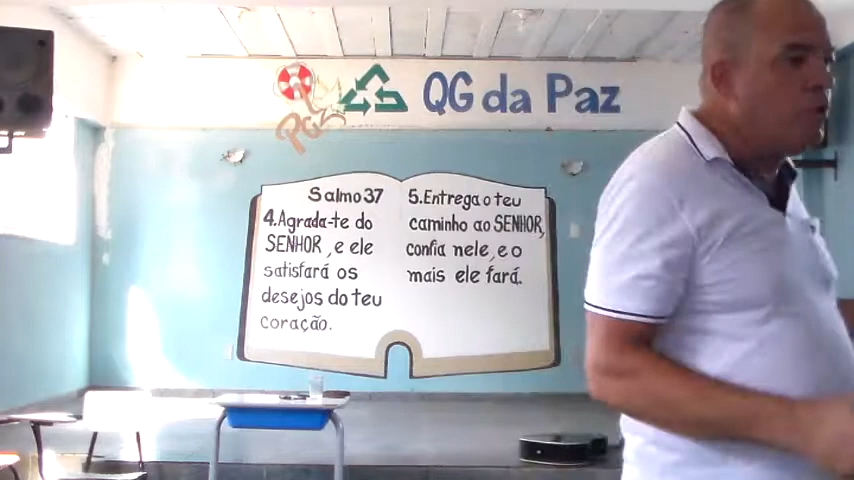 Paz
QG da Paz
Salmo 37
4.Agrada-te do
SENHOR, e ele
satisfará os
desejos do teu
coração.
5.Entrega o teu
caminho ao SENHOR,
confia nele, e o
mais ele fará.